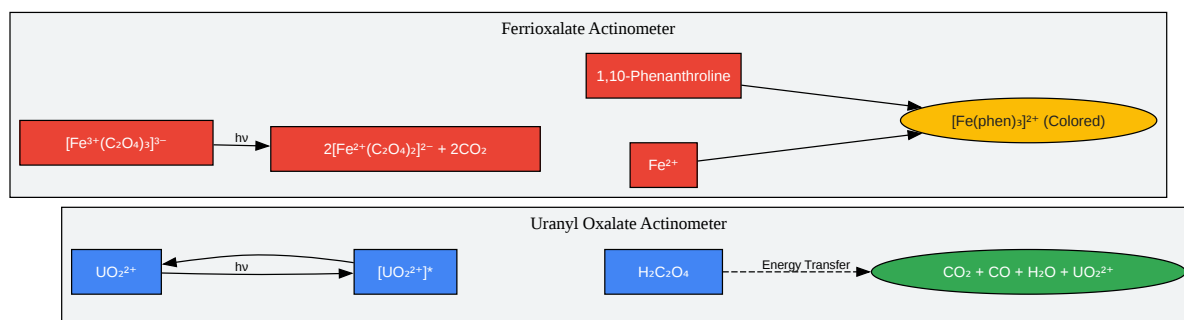 Ferrioxalate Actinometer
1,10-Phenanthroline
[Fe³⁺(C₂O₄)₃]³⁻
hν
2[Fe²⁺(C₂O₄)₂]²⁻ + 2CO₂
[Fe(phen)₃]²⁺ (Colored)
Fe²⁺
Uranyl Oxalate Actinometer
UO₂²⁺
hν
[UO₂²⁺]*
H₂C₂O₄
Energy Transfer
CO₂ + CO + H₂O + UO₂²⁺